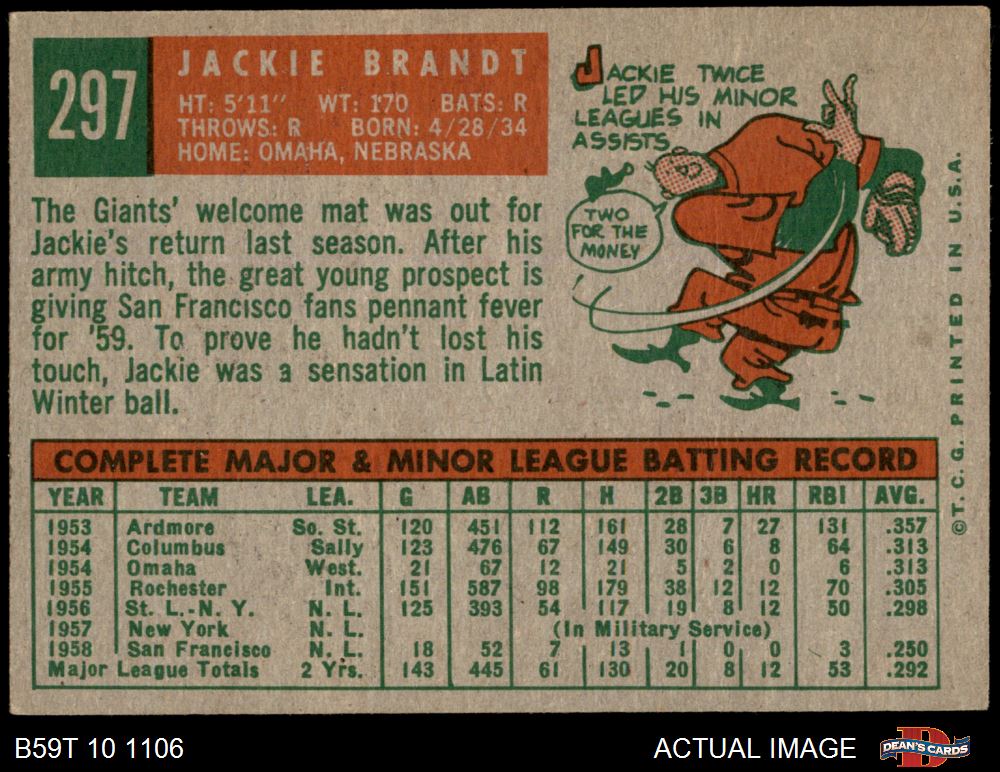 297
JACKIE BRANDT
HT: 5'11" WT: 170 BATS: R
THROWS: R BORN: 4/28/34
HOME: OMAHA, NEBRASKA
JACKIE TWICE
LED HIS MINOR
LEAGUES IN
ASSISTS
TWO
FOR THE
MONEY
The Giants' welcome mat was out for
Jackie's return last season. After his
army hitch, the great young prospect is
giving San Francisco fans pennant fever
for '59. To prove he hadn't lost his
touch, Jackie was a sensation in Latin
Winter ball.
COMPLETE MAJOR & MINOR LEAGUE BATTING RECORD
YEAR TEAM LEA. G AB R H 2B 3B HR RBI AVG.
1953 Ardmore So. St. 120 451 112 161 28 7 27 131 .357
1954 Columbus Sally 123 476 67 149 30 6 8 64 .313
1954 Omaha West. 21 67 12 21 5 2 0 6 .313
1955 Rochester Int. 151 587 98 179 38 12 12 70 .305
1956 St. L.-N. Y. N. L. 125 393 54 117 19 8 12 50 .298
1957 New York N. L. (In Military Service)
1958 San Francisco N. L. 18 52 7 13 1 0 0 3 .250
Major League Totals 2 Yrs. 143 445 61 130 20 8 12 53 .292
©T. C. G. PRINTED IN U.S.A.
B59T 10 1106
ACTUAL IMAGE
DEAN'S CARDS